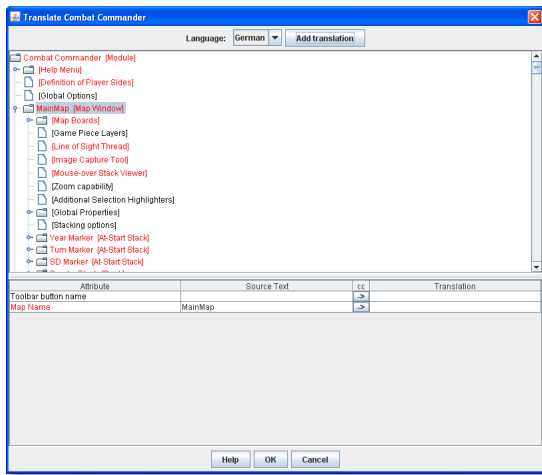 Translate Combat Commander
Language: German Add translation
Combat Commander [Module]
[Help Menu]
[Definition of Player Sides]
[Global Options]
MainMap [Map Window]
[Map Boards]
[Game Piece Layers]
[Line of Sight Thread]
[Image Capture Tool]
[Mouse-over Stack Viewer]
[Zoom capability]
[Additional Selection Highlighters]
[Global Properties]
[Stacking options]
Year Marker [At-Start Stack]
Turn Marker [At-Start Stack]
SD Marker [At-Start Stack]
Attribute Source Text cc Translation
Toolbar button name ->
Map Name MainMap ->
Help OK Cancel